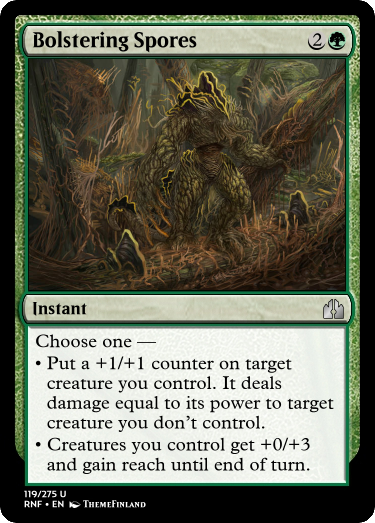 Bolstering Spores 2
Instant
Choose one —
• Put a +1/+1 counter on target
creature you control. It deals
damage equal to its power to target
creature you don't control.
• Creatures you control get +0/+3
and gain reach until end of turn.
119/275 U
RNF • EN ThemeFinland